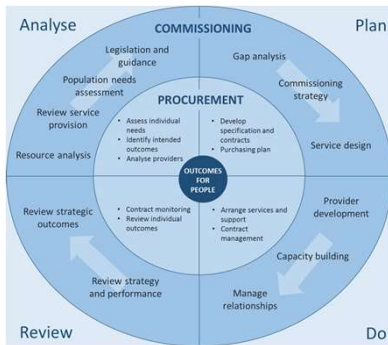 Analyse
COMMISSIONING
Plan
Legislation and
guidance
Population needs
assessment
Review service
provision
Resource analysis
Gap analysis
Commissioning
strategy
Service design
PROCUREMENT
• Assess individual
needs
• Identify intended
outcomes
• Analyse providers
• Develop
specification and
contracts
• Purchasing plan
OUTCOMES
FOR
PEOPLE
• Contract monitoring
• Review individual
outcomes
• Arrange services and
support
• Contract
management
Review strategic
outcomes
Review strategy
and performance
Provider
development
Capacity building
Manage
relationships
Review
Do